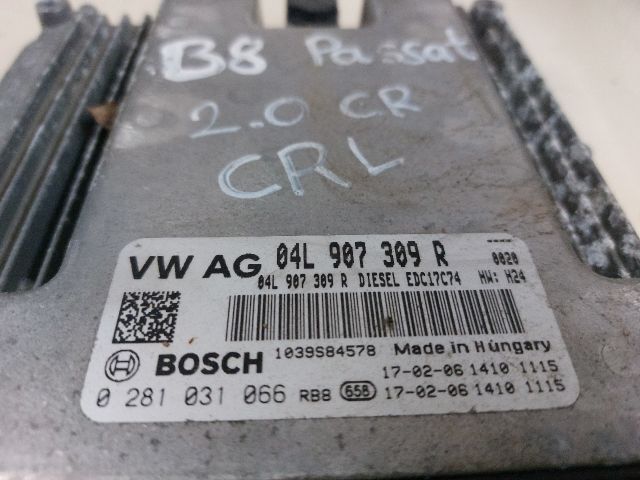 B8 Passat
2.0 CR
CRL
VW AG 04L 907 309 R 0020
04L 907 309 R DIESEL EDC17C74 HW: H24
1039S84578 Made in Hungary
BOSCH 17-02-06 1410 1115
0 281 031 066 RB8 658 17-02-06 1410 1115